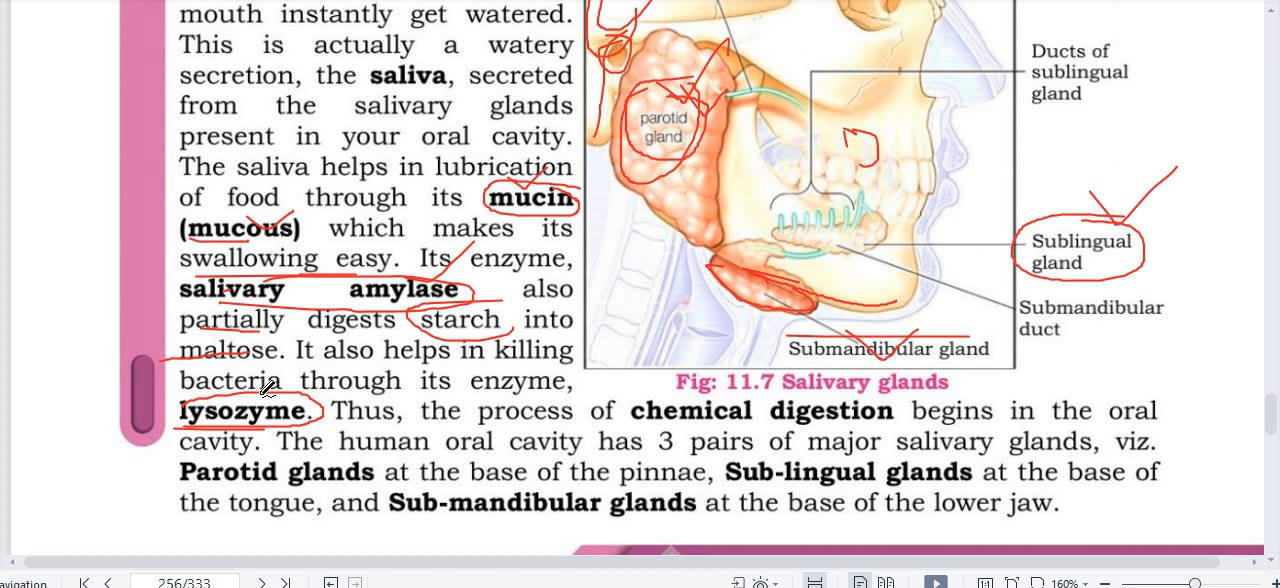 mouth instantly get watered.
This is actually a watery
secretion, the saliva, secreted
from the salivary glands
present in your oral cavity.
The saliva helps in lubrication
of food through its mucin
(mucous) which makes its
swallowing easy. Its enzyme,
salivary amylase also
partially digests starch into
maltose. It also helps in killing
bacteria through its enzyme,
lysozyme. Thus, the process of chemical digestion begins in the oral
cavity. The human oral cavity has 3 pairs of major salivary glands, viz.
Parotid glands at the base of the pinnae, Sub-lingual glands at the base of
the tongue, and Sub-mandibular glands at the base of the lower jaw.
parotid
gland
Ducts of
sublingual
gland
Sublingual
gland
Submandibular
duct
Submandibular gland
Fig: 11.7 Salivary glands
avigation
256/333
160%